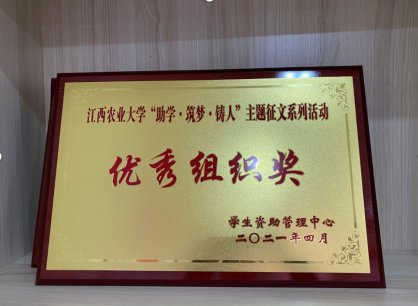 江西农业大学“助学·筑梦·铸人”主题征文系列活动
优秀组织奖
学生资助管理中心
二〇二一年四月